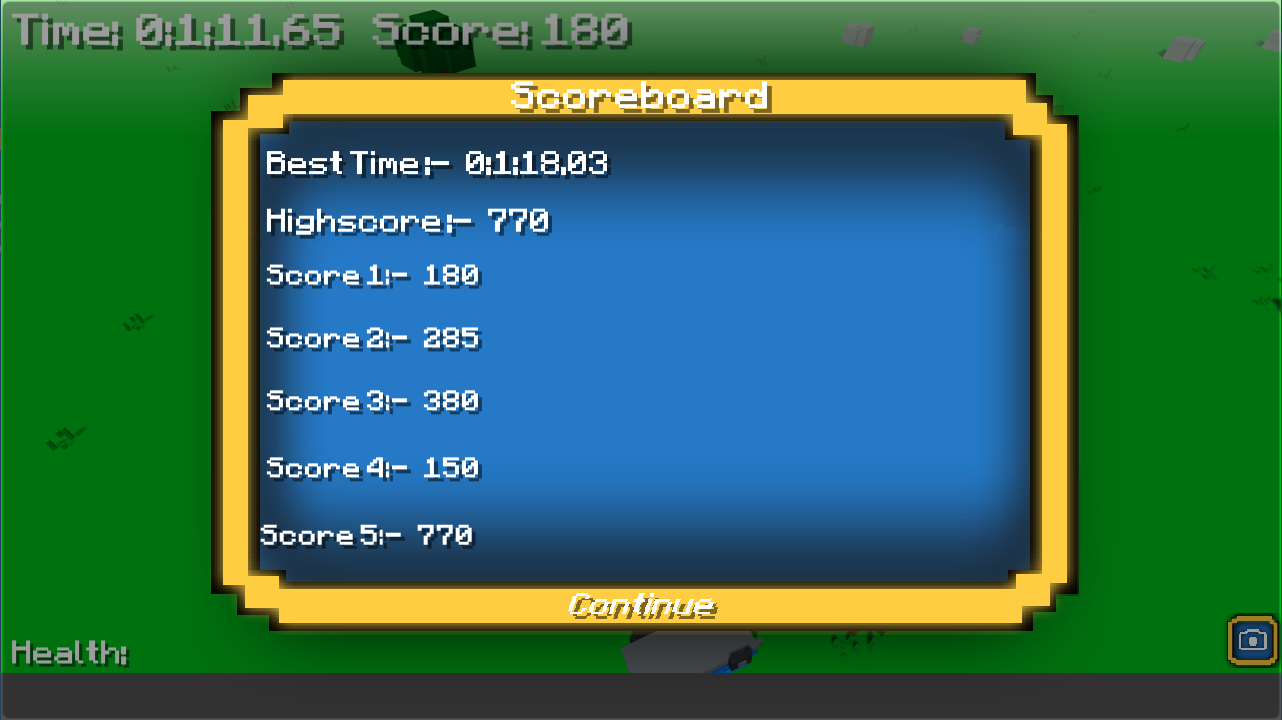 Time: 0:1:11.65 Score: 180
Scoreboard
Best Time:- 0:1:18.03
Highscore:- 770
Score 1:- 180
Score 2:- 285
Score 3:- 380
Score 4:- 150
Score 5:- 770
Continue
Health: